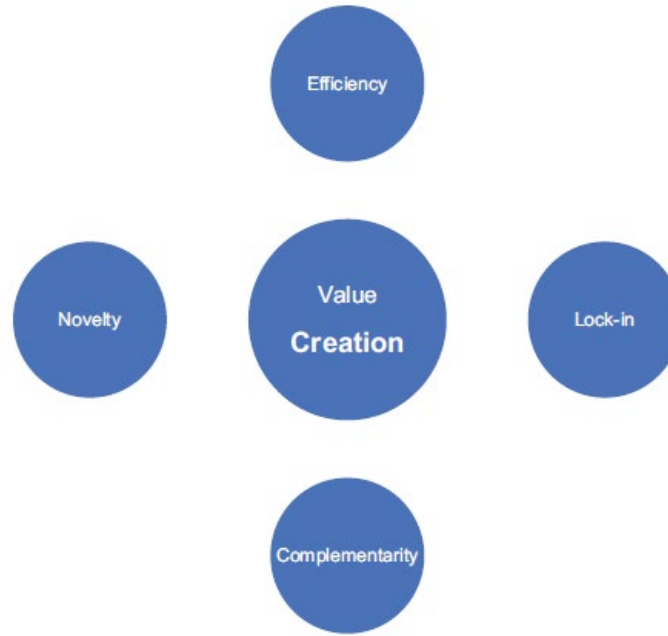 Efficiency
Novelty
Value
Creation
Lock-in
Complementarity